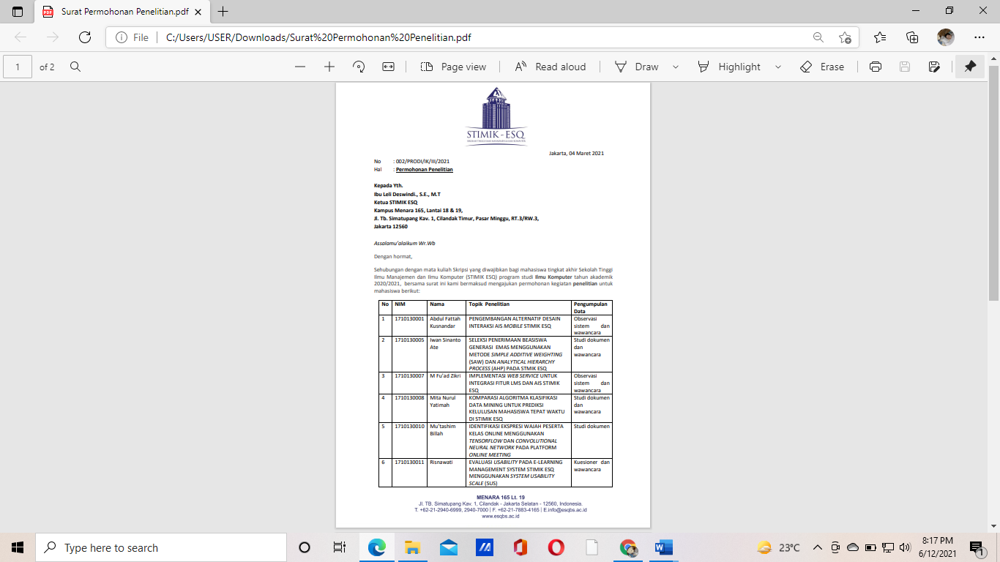 Surat Permohonan Penelitian.pdf
File
C:/Users/USER/Downloads/Surat%20Permohonan%20Penelitian.pdf
1 of 2
Page view
Read aloud
Draw
Highlight
Erase
STIMIK - ESQ
Jakarta, 04 Maret 2021
No : 002/PRODI/IK/III/2021
Hal : Permohonan Penelitian
Kepada Yth.
Ibu Leli Deswindi., S.E., M.T
Ketua STIMIK ESQ
Kampus Menara 165, Lantai 18 & 19,
Jl. Tb. Simatupang Kav. 1, Cilandak Timur, Pasar Minggu, RT.3/RW.3,
Jakarta 12560
Assalamu'alaikum Wr.Wb
Dengan hormat,
Sehubungan dengan mata kuliah Skripsi yang diwajibkan bagi mahasiswa tingkat akhir Sekolah Tinggi
Ilmu Manajemen dan Ilmu Komputer (STIMIK ESQ) program studi Ilmu Komputer tahun akademik
2020/2021, bersama surat ini kami bermaksud mengajukan permohonan kegiatan penelitian untuk
mahasiswa berikut:
No NIM Nama Topik Penelitian Pengumpulan
Data
1 1710130001 Abdul Fattah PENGEMBANGAN ALTERNATIF DESAIN Observasi
Kusnandar INTERAKSI AIS MOBILE STIMIK ESQ sistem dan
wawancara
2 1710130005 Iwan Sinanto SELEKSI PENERIMAAN BEASISWA Studi dokumen
Ate GENERASI EMAS MENGGUNAKAN dan
METODE SIMPLE ADDITIVE WEIGHTING wawancara
(SAW) DAN ANALYTICAL HIERARCHY
PROCESS (AHP) PADA STMIK ESQ
3 1710130007 M Fu'ad Zikri IMPLEMENTASI WEB SERVICE UNTUK Observasi
INTEGRASI FITUR LMS DAN AIS STIMIK sistem dan
ESQ wawancara
4 1710130008 Mita Nurul KOMPARASI ALGORITMA KLASIFIKASI Studi dokumen
Yatimah DATA MINING UNTUK PREDIKSI dan
KELULUSAN MAHASISWA TEPAT WAKTU wawancara
DI STIMIK ESQ
5 1710130010 Mu'tashim IDENTIFIKASI EKSPRESI WAJAH PESERTA Studi dokumen
Billah KELAS ONLINE MENGGUNAKAN
TENSORFLOW DAN CONVOLUTIONAL
NEURAL NETWORK PADA PLATFORM
ONLINE MEETING
6 1710130011 Risnawati EVALUASI USABILITY PADA E-LEARNING Kuesioner dan
MANAGEMENT SYSTEM STIMIK ESQ wawancara
MENGGUNAKAN SYSTEM USABILITY
SCALE (SUS)
MENARA 165 Lt. 19
Jl. TB. Simatupang Kav. 1, Cilandak - Jakarta Selatan - 12560, Indonesia.
T. +62-21-2940-6999, 2940-7000 | F. +62-21-7883-4165 | E.info@esqbs.ac.id
www.esqbs.ac.id
Type here to search
23°C
8:17 PM
6/12/2021
1